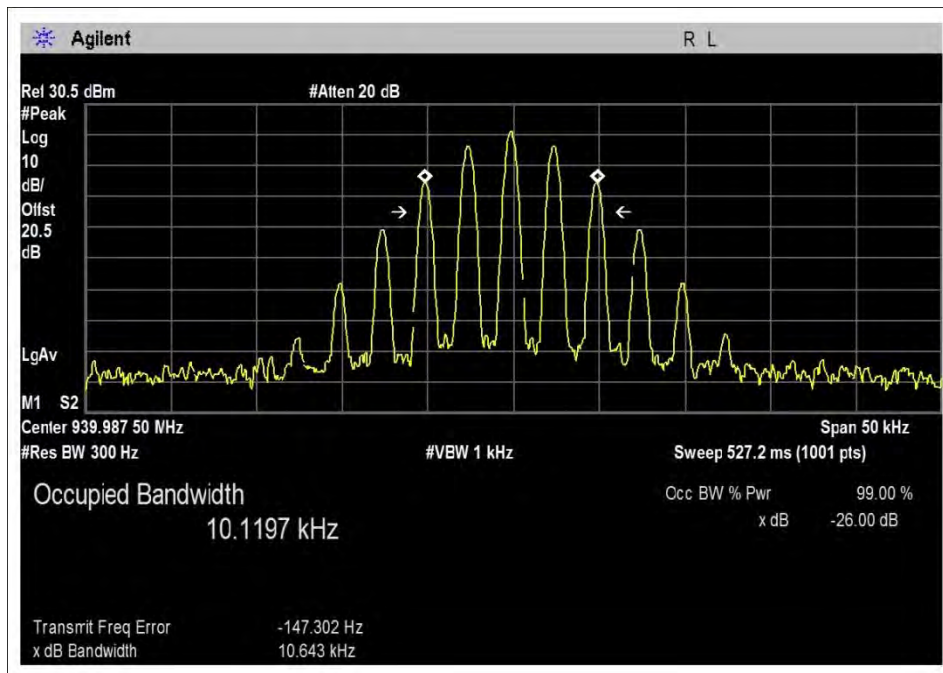 Agilent R L
Ref 30.5 dBm #Atten 20 dB
#Peak
Log
10
dB/
Offst
20.5
dB
LgAv
M1 S2
Center 939.987 50 MHz Span 50 kHz
#Res BW 300 Hz #VBW 1 kHz Sweep 527.2 ms (1001 pts)
Occupied Bandwidth Occ BW % Pwr 99.00 %
10.1197 kHz x dB -26.00 dB
Transmit Freq Error -147.302 Hz
x dB Bandwidth 10.643 kHz